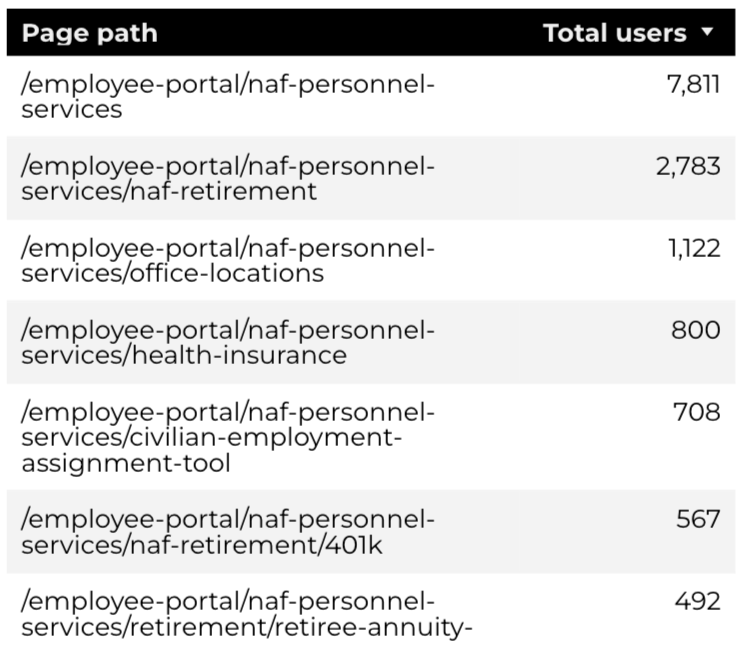 Page path Total users ▼
/employee-portal/naf-personnel- 7,811
services
/employee-portal/naf-personnel- 2,783
services/naf-retirement
/employee-portal/naf-personnel- 1,122
services/office-locations
/employee-portal/naf-personnel- 800
services/health-insurance
/employee-portal/naf-personnel- 708
services/civilian-employment-
assignment-tool
/employee-portal/naf-personnel- 567
services/naf-retirement/401k
/employee-portal/naf-personnel- 492
services/retirement/retiree-annuity-